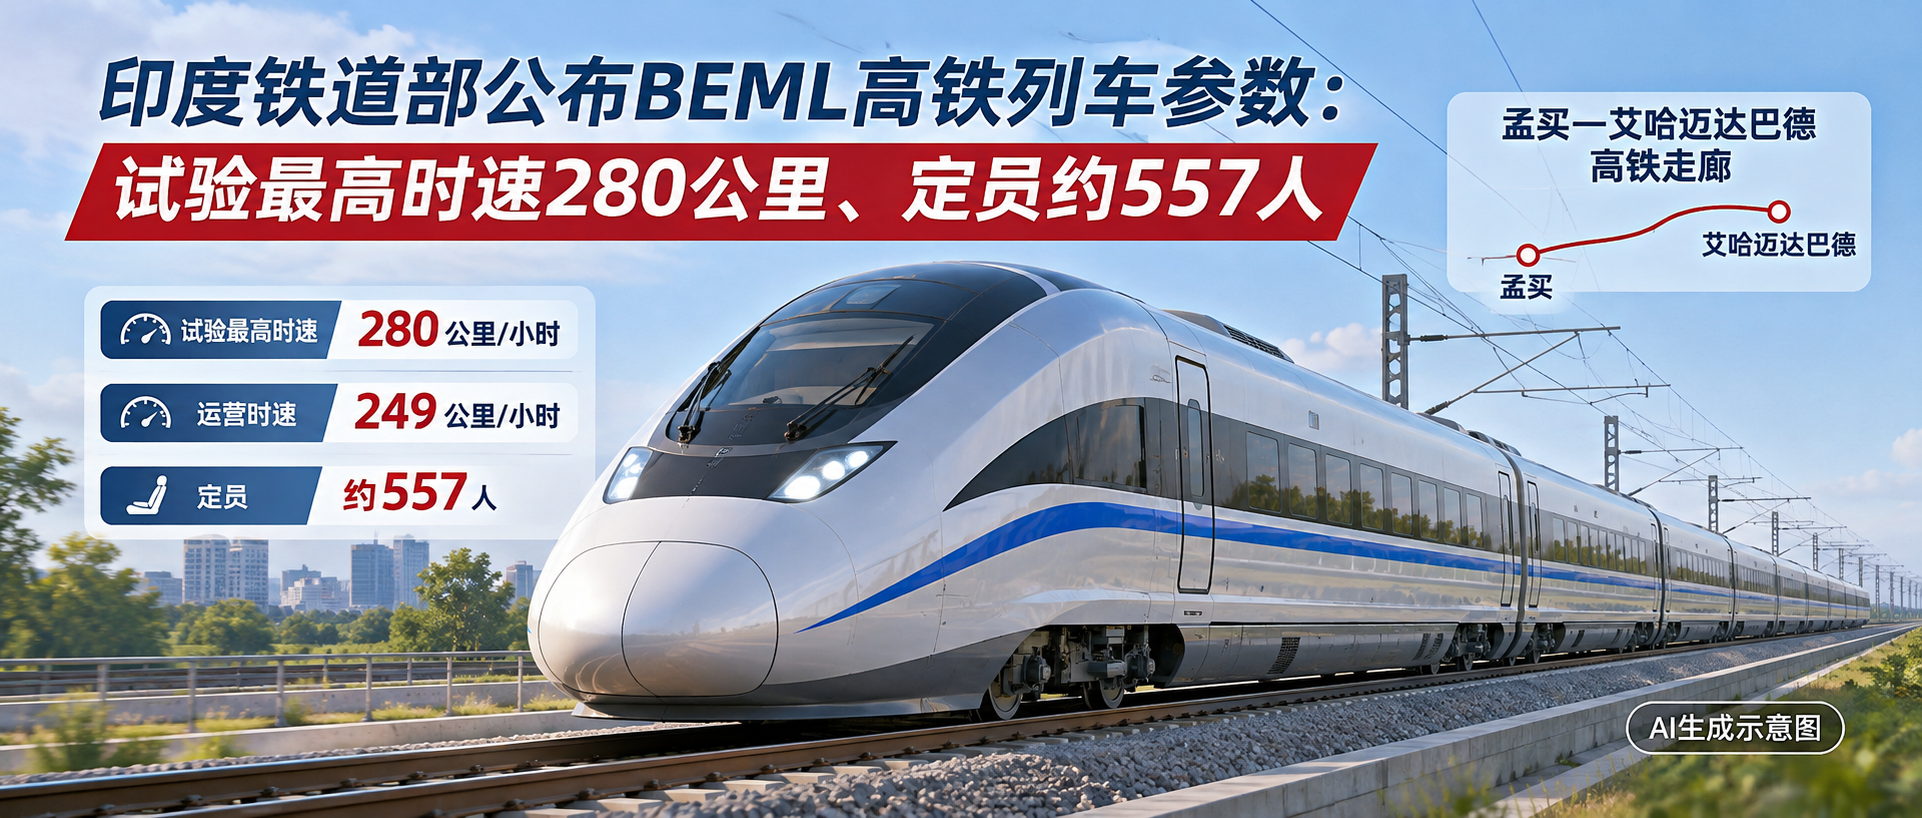 印度铁道部公布BEML高铁列车参数：
试验最高时速280公里、定员约557人
试验最高时速 280 公里/小时
运营时速 249 公里/小时
定员 约557人
孟买—艾哈迈达巴德
高铁走廊
艾哈迈达巴德
孟买
AI生成示意图